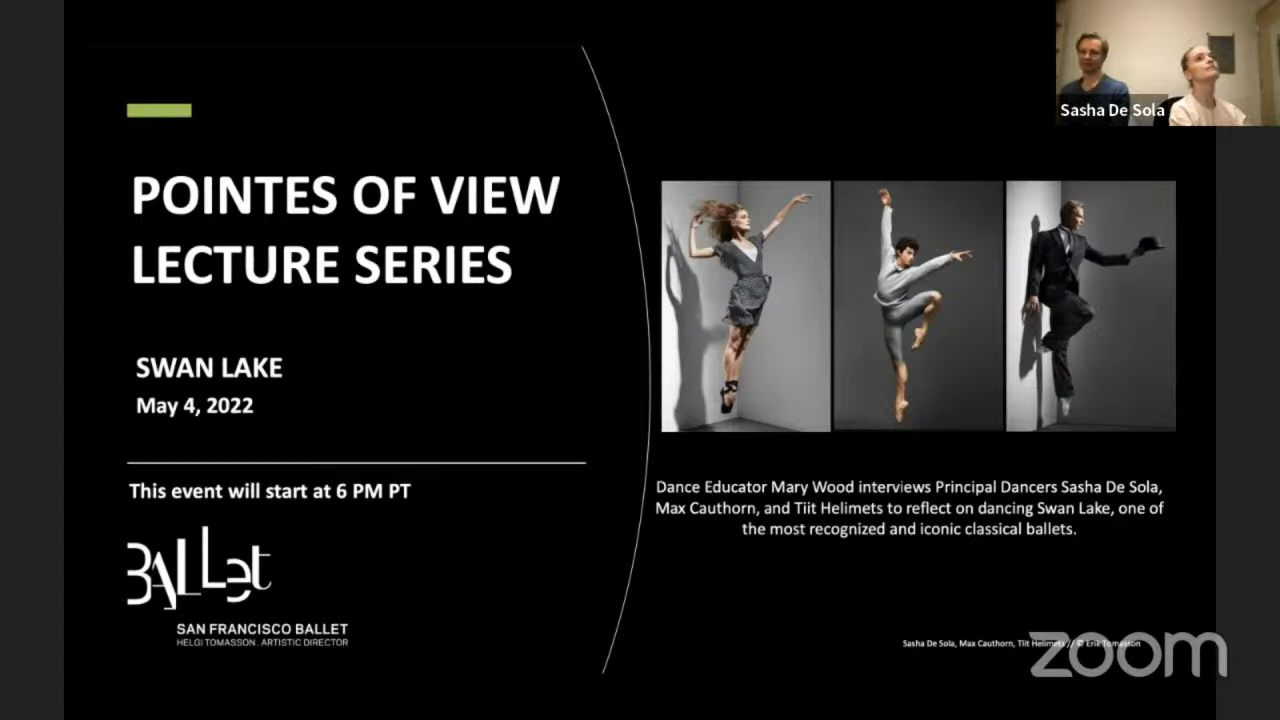 Sasha De Sola
POINTES OF VIEW
LECTURE SERIES
SWAN LAKE
May 4, 2022
This event will start at 6 PM PT
BALLet
SAN FRANCISCO BALLET
HELGI TOMASSON, ARTISTIC DIRECTOR
Dance Educator Mary Wood interviews Principal Dancers Sasha De Sola,
Max Cauthorn, and Tiit Helimets to reflect on dancing Swan Lake, one of
the most recognized and iconic classical ballets.
Sasha De Sola, Max Cauthorn, Tiit Helimets // © Erik Tomasson
zoom